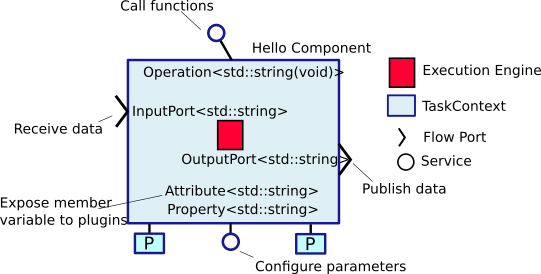 Call functions
Hello Component
Operation<std::string(void)>
InputPort<std::string>
Receive data
OutputPort<std::string>
Publish data
Attribute<std::string>
Expose member
variable to plugins
Property<std::string>
P
P
Configure parameters
Execution Engine
TaskContext
Flow Port
Service